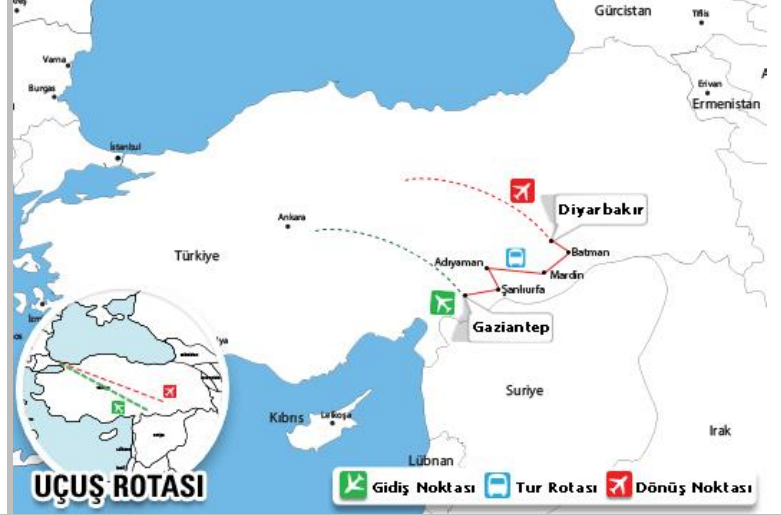 Gürcistan
Tiflis
Varna
Burgas
Erivan
Ermenistan
İstanbul
Ankara
Diyarbakır
Türkiye
Batman
Adıyaman
Mardin
Şanlıurfa
Gaziantep
Suriye
Kıbrıs
Lefkoşa
Irak
Lübnan
UÇUŞ ROTASI
Gidiş Noktası
Tur Rotası
Dönüş Noktası